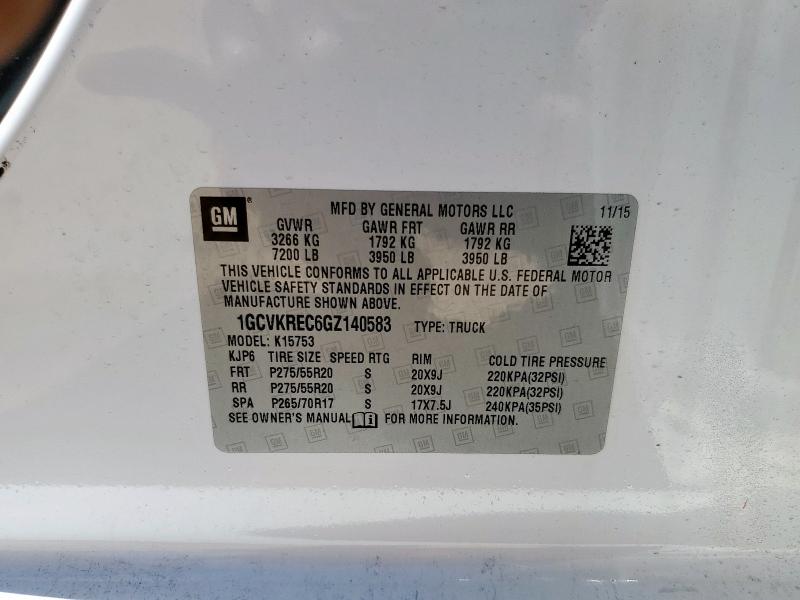 GM
MFD BY GENERAL MOTORS LLC 11/15
GVWR GAWR FRT GAWR RR
3266 KG 1792 KG 1792 KG
7200 LB 3950 LB 3950 LB
THIS VEHICLE CONFORMS TO ALL APPLICABLE U.S. FEDERAL MOTOR
VEHICLE SAFETY STANDARDS IN EFFECT ON THE DATE OF
MANUFACTURE SHOWN ABOVE.
1GCVKREC6GZ140583 TYPE: TRUCK
MODEL: K15753
KJP6 TIRE SIZE SPEED RTG RIM COLD TIRE PRESSURE
FRT P275/55R20 S 20X9J 220KPA(32PSI)
RR P275/55R20 S 20X9J 220KPA(32PSI)
SPA P265/70R17 S 17X7.5J 240KPA(35PSI)
SEE OWNER'S MANUAL FOR MORE INFORMATION.